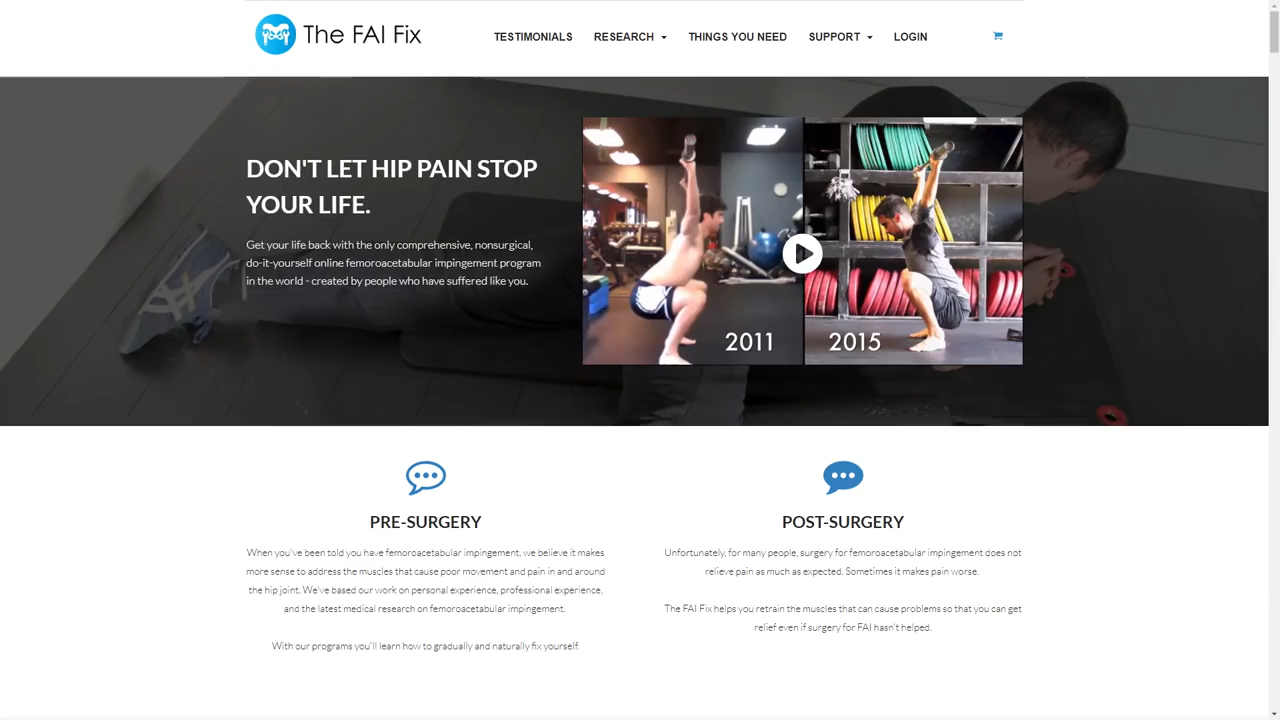 The FAI Fix
TESTIMONIALS
RESEARCH
THINGS YOU NEED
SUPPORT
LOGIN
DON'T LET HIP PAIN STOP
YOUR LIFE.
Get your life back with the only comprehensive, nonsurgical,
do-it-yourself online femoroacetabular impingement program
in the world - created by people who have suffered like you.
2011
2015
PRE-SURGERY
When you've been told you have femoroacetabular impingement, we believe it makes
more sense to address the muscles that cause poor movement and pain in and around
the hip joint. We've based our work on personal experience, professional experience,
and the latest medical research on femoroacetabular impingement.
With our programs you'll learn how to gradually and naturally fix yourself.
POST-SURGERY
Unfortunately, for many people, surgery for femoroacetabular impingement does not
relieve pain as much as expected. Sometimes it makes pain worse.
The FAI Fix helps you retrain the muscles that can cause problems so that you can get
relief even if surgery for FAI hasn't helped.